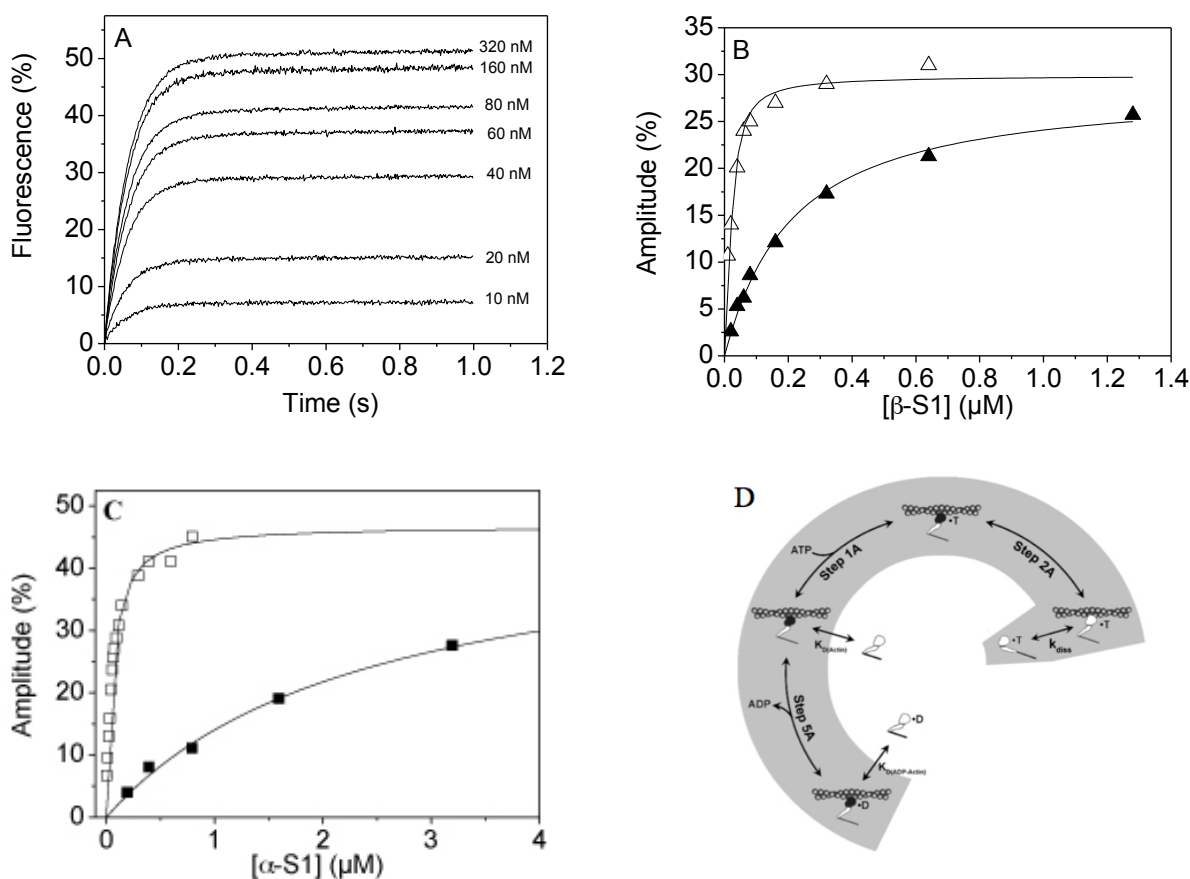 A
Fluorescence (%)
50
40
30
20
10
0
320 nM
160 nM
80 nM
60 nM
40 nM
20 nM
10 nM
0.0 0.2 0.4 0.6 0.8 1.0 1.2
Time (s)
B
Amplitude (%)
35
30
25
20
15
10
5
0
0.0 0.2 0.4 0.6 0.8 1.0 1.2 1.4
[β-S1] (µM)
C
Amplitude (%)
50
40
30
20
10
0
0 1 2 3 4
[α-S1] (µM)
D
•T
ATP
Step 1A
Step 2A
•T
•T
k diss
K D(Actin)
ADP
Step 5A
•D
K D(ADP-Actin)
•D